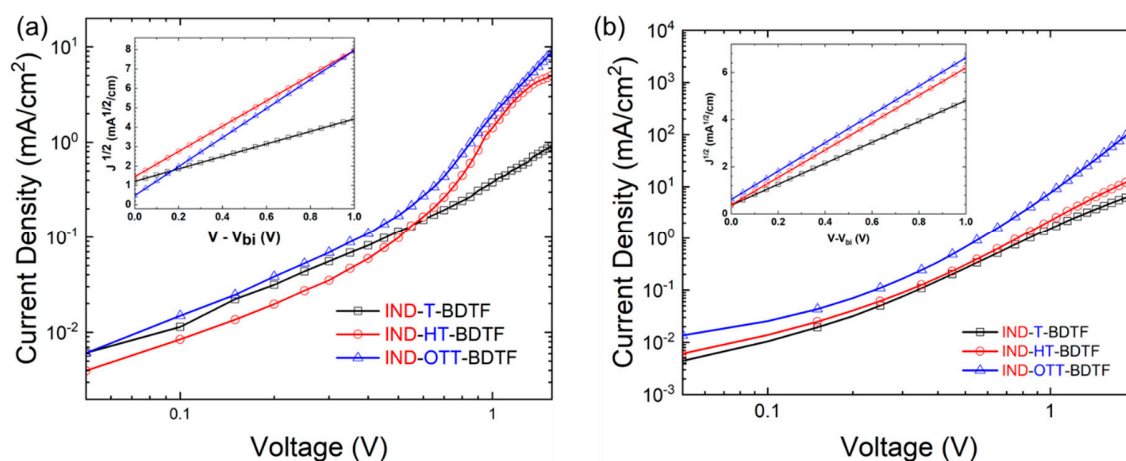 (a)
Current Density (mA/cm²)
10¹
10⁰
10⁻¹
10⁻²
0.1
1
Voltage (V)
J ^1/2 (mA^1/2/cm)
8
7
6
5
4
3
2
1
0
0.0 0.2 0.4 0.6 0.8 1.0
V - Vbi (V)
IND-T-BDTF
IND-HT-BDTF
IND-OTT-BDTF
(b)
Current Density (mA/cm²)
10⁴
10³
10²
10¹
10⁰
10⁻¹
10⁻²
10⁻³
0.1
1
Voltage (V)
J^1/2 (mA^1/2/cm)
6
4
2
0
0.0 0.2 0.4 0.6 0.8 1.0
V-Vbi (V)
IND-T-BDTF
IND-HT-BDTF
IND-OTT-BDTF